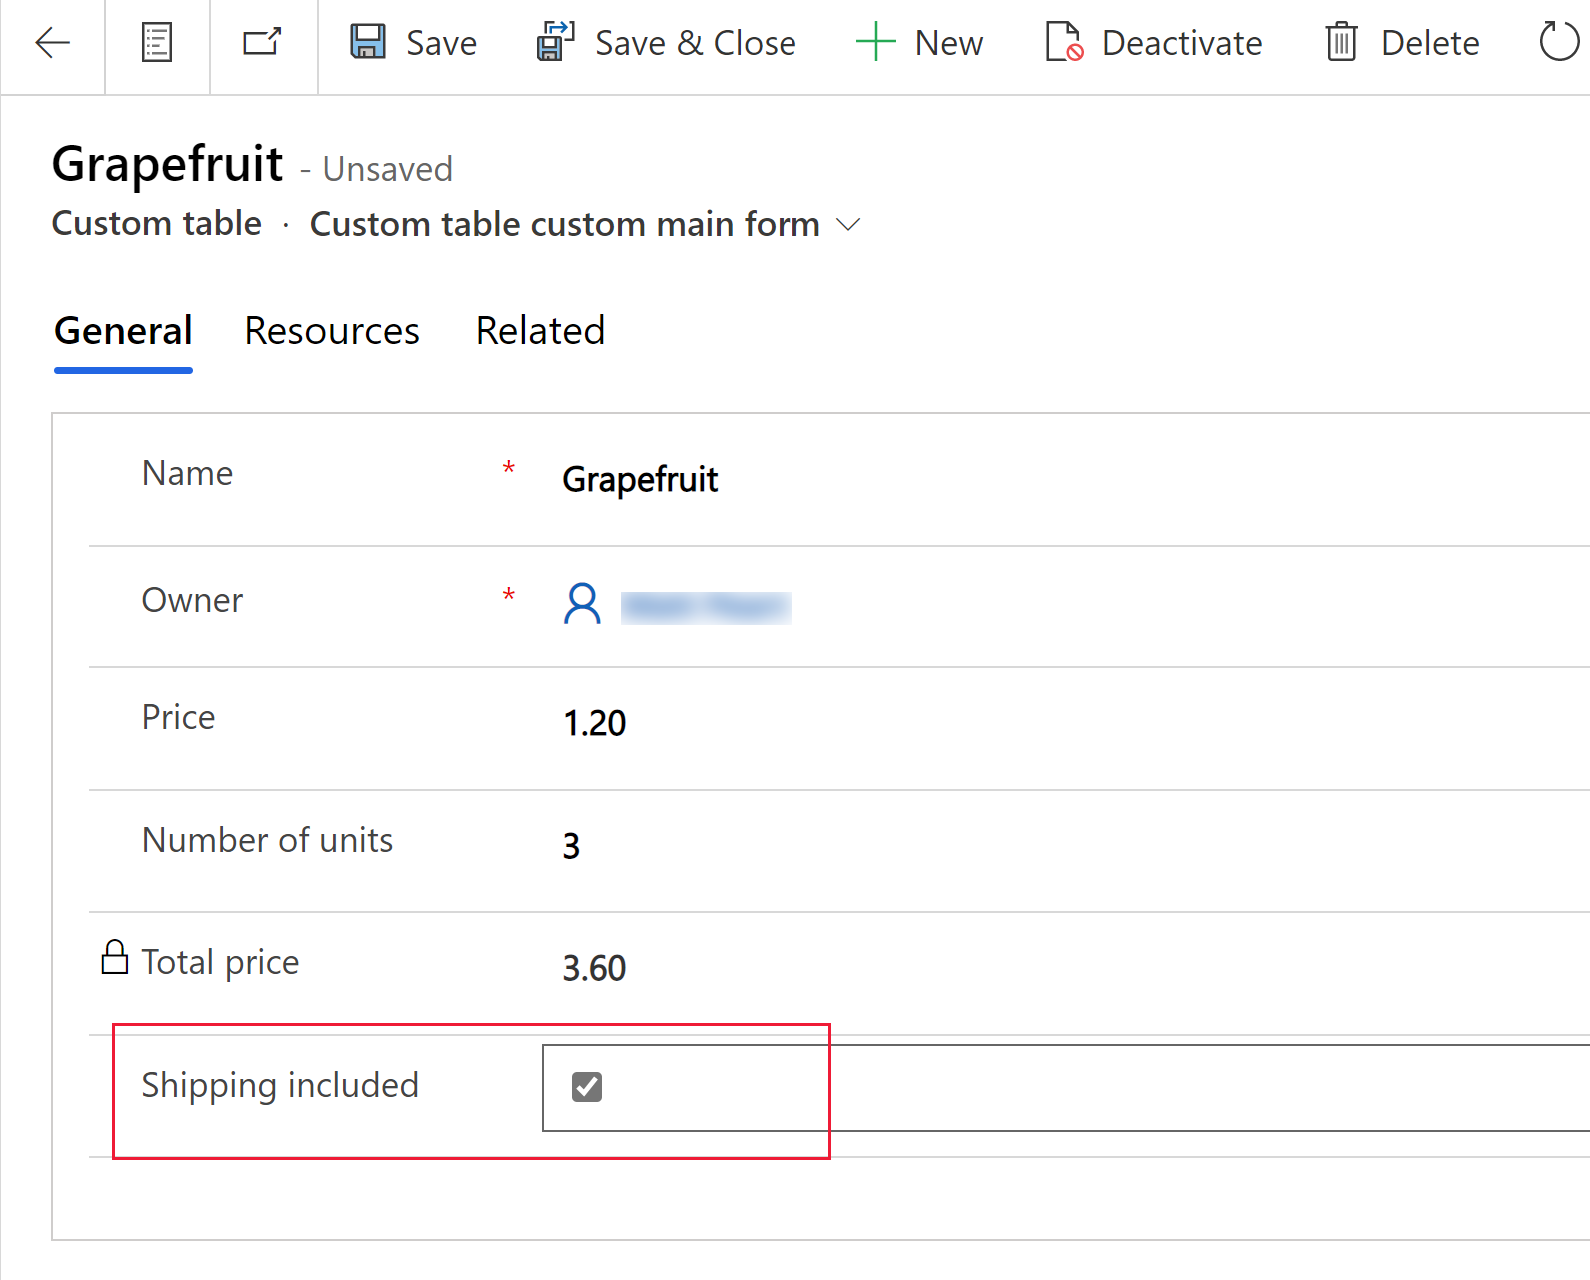 Save
Save & Close
New
Deactivate
Delete
Grapefruit - Unsaved
Custom table · Custom table custom main form
General
Resources
Related
Name * Grapefruit
Owner *
Price 1.20
Number of units 3
Total price 3.60
Shipping included